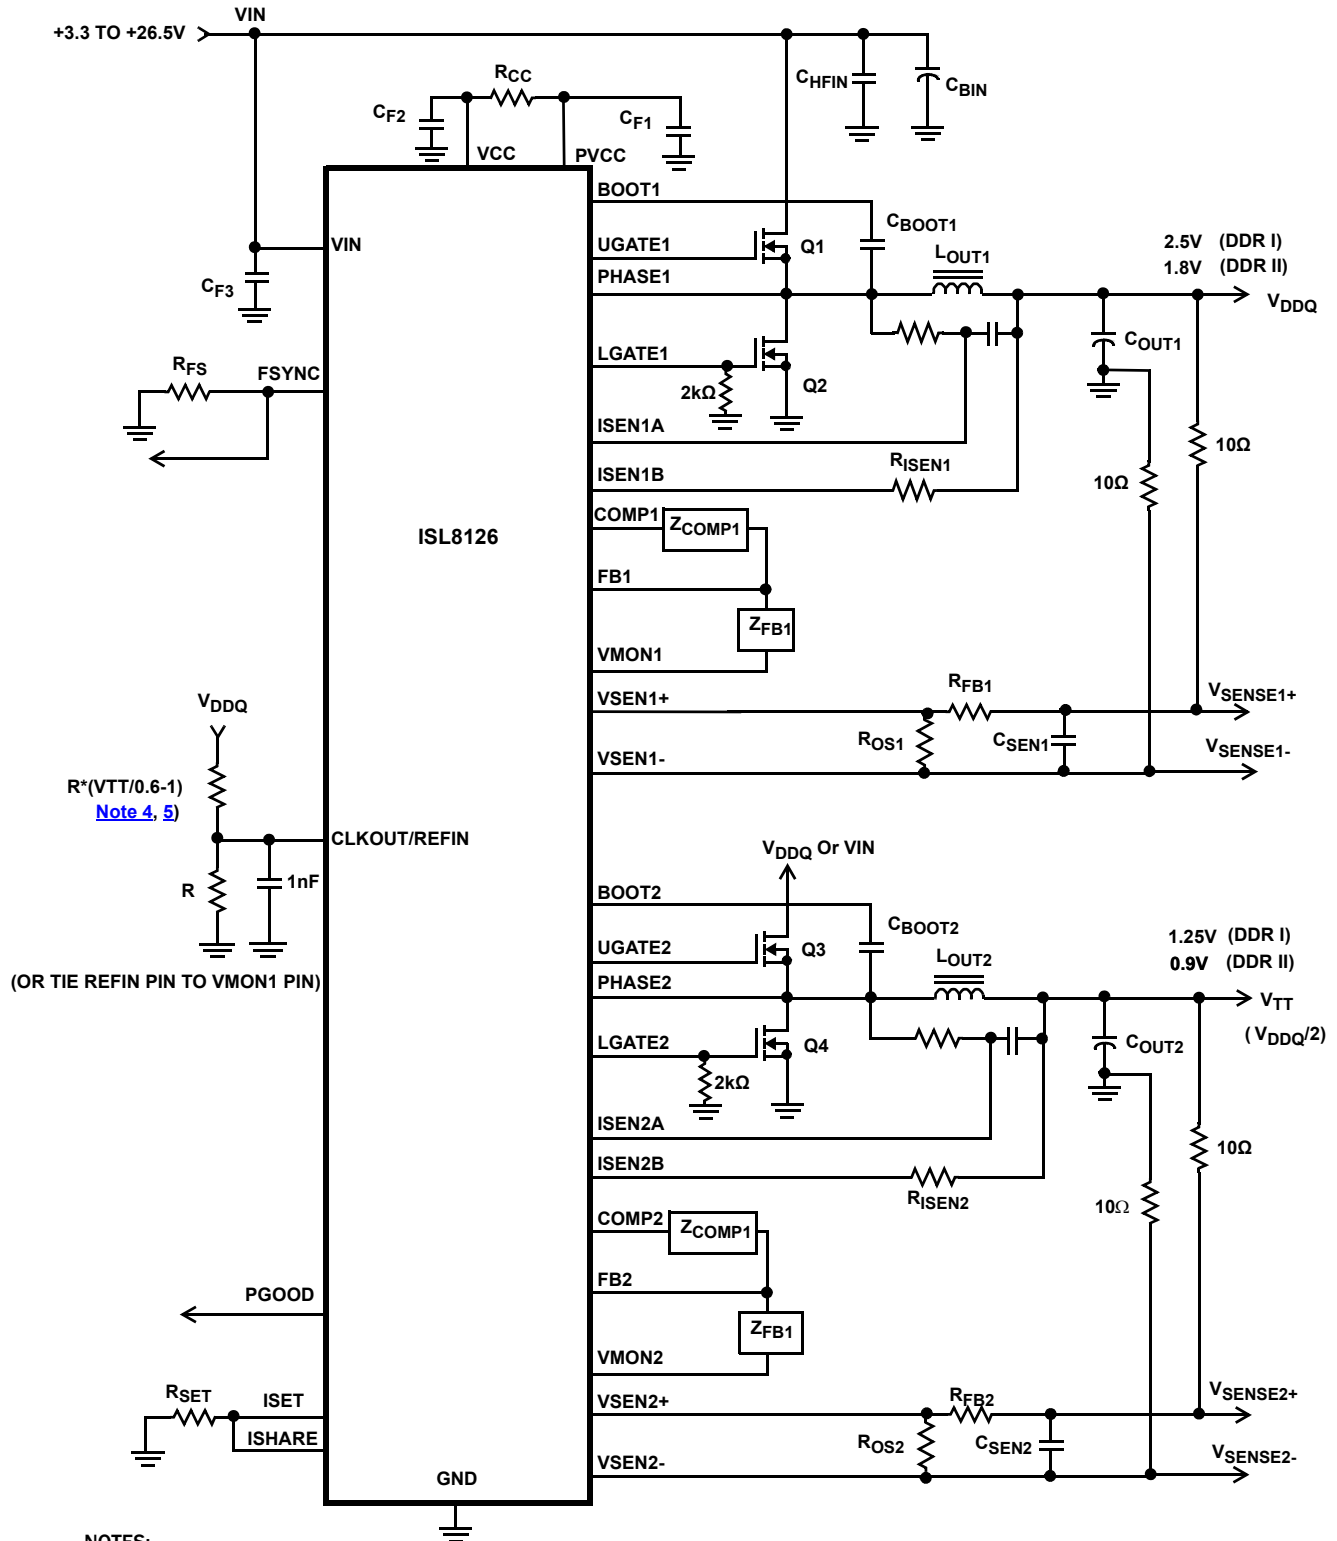 VIN
+3.3 TO +26.5V
CHFIN
CBIN
RCC
CF2
CF1
VCC
PVCC
BOOT1
CBOOT1
VIN
UGATE1
Q1
LOUT1
2.5V (DDR I)
1.8V (DDR II)
PHASE1
VDDQ
CF3
COUT1
RFS
FSYNC
LGATE1
Q2
2kΩ
ISEN1A
10Ω
ISEN1B
RISEN1
10Ω
COMP1
ZCOMP1
ISL8126
FB1
ZFB1
VMON1
RFB1
VSEN1+
VSENSE1+
VDDQ
ROS1
CSEN1
VSEN1-
VSENSE1-
R*(VTT/0.6-1)
Note 4, 5)
CLKOUT/REFIN
VDDQ Or VIN
R
1nF
BOOT2
CBOOT2
1.25V (DDR I)
0.9V (DDR II)
UGATE2
Q3
LOUT2
(OR TIE REFIN PIN TO VMON1 PIN)
PHASE2
VTT
(VDDQ/2)
LGATE2
Q4
COUT2
2kΩ
ISEN2A
10Ω
ISEN2B
RISEN2
10Ω
COMP2
ZCOMP1
FB2
PGOOD
ZFB1
VMON2
RSET
ISET
VSEN2+
RFB2
VSENSE2+
ISHARE
ROS2
CSEN2
VSEN2-
VSENSE2-
GND
NOTES: